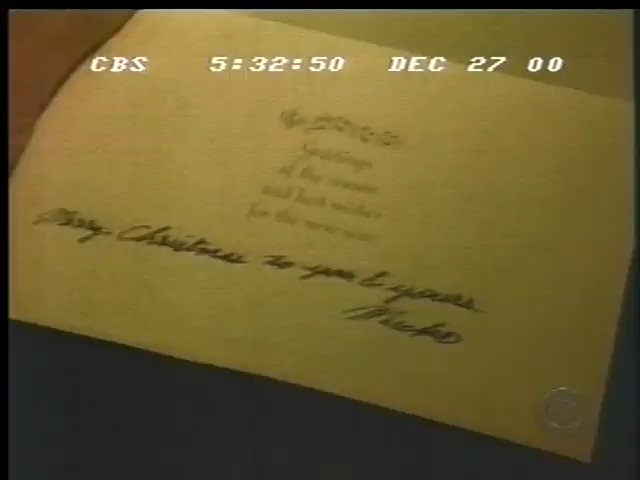 CBS 5:32:50 DEC 27 00
Greetings
of the season
and best wishes
for the new year
Merry Christmas to you & yours